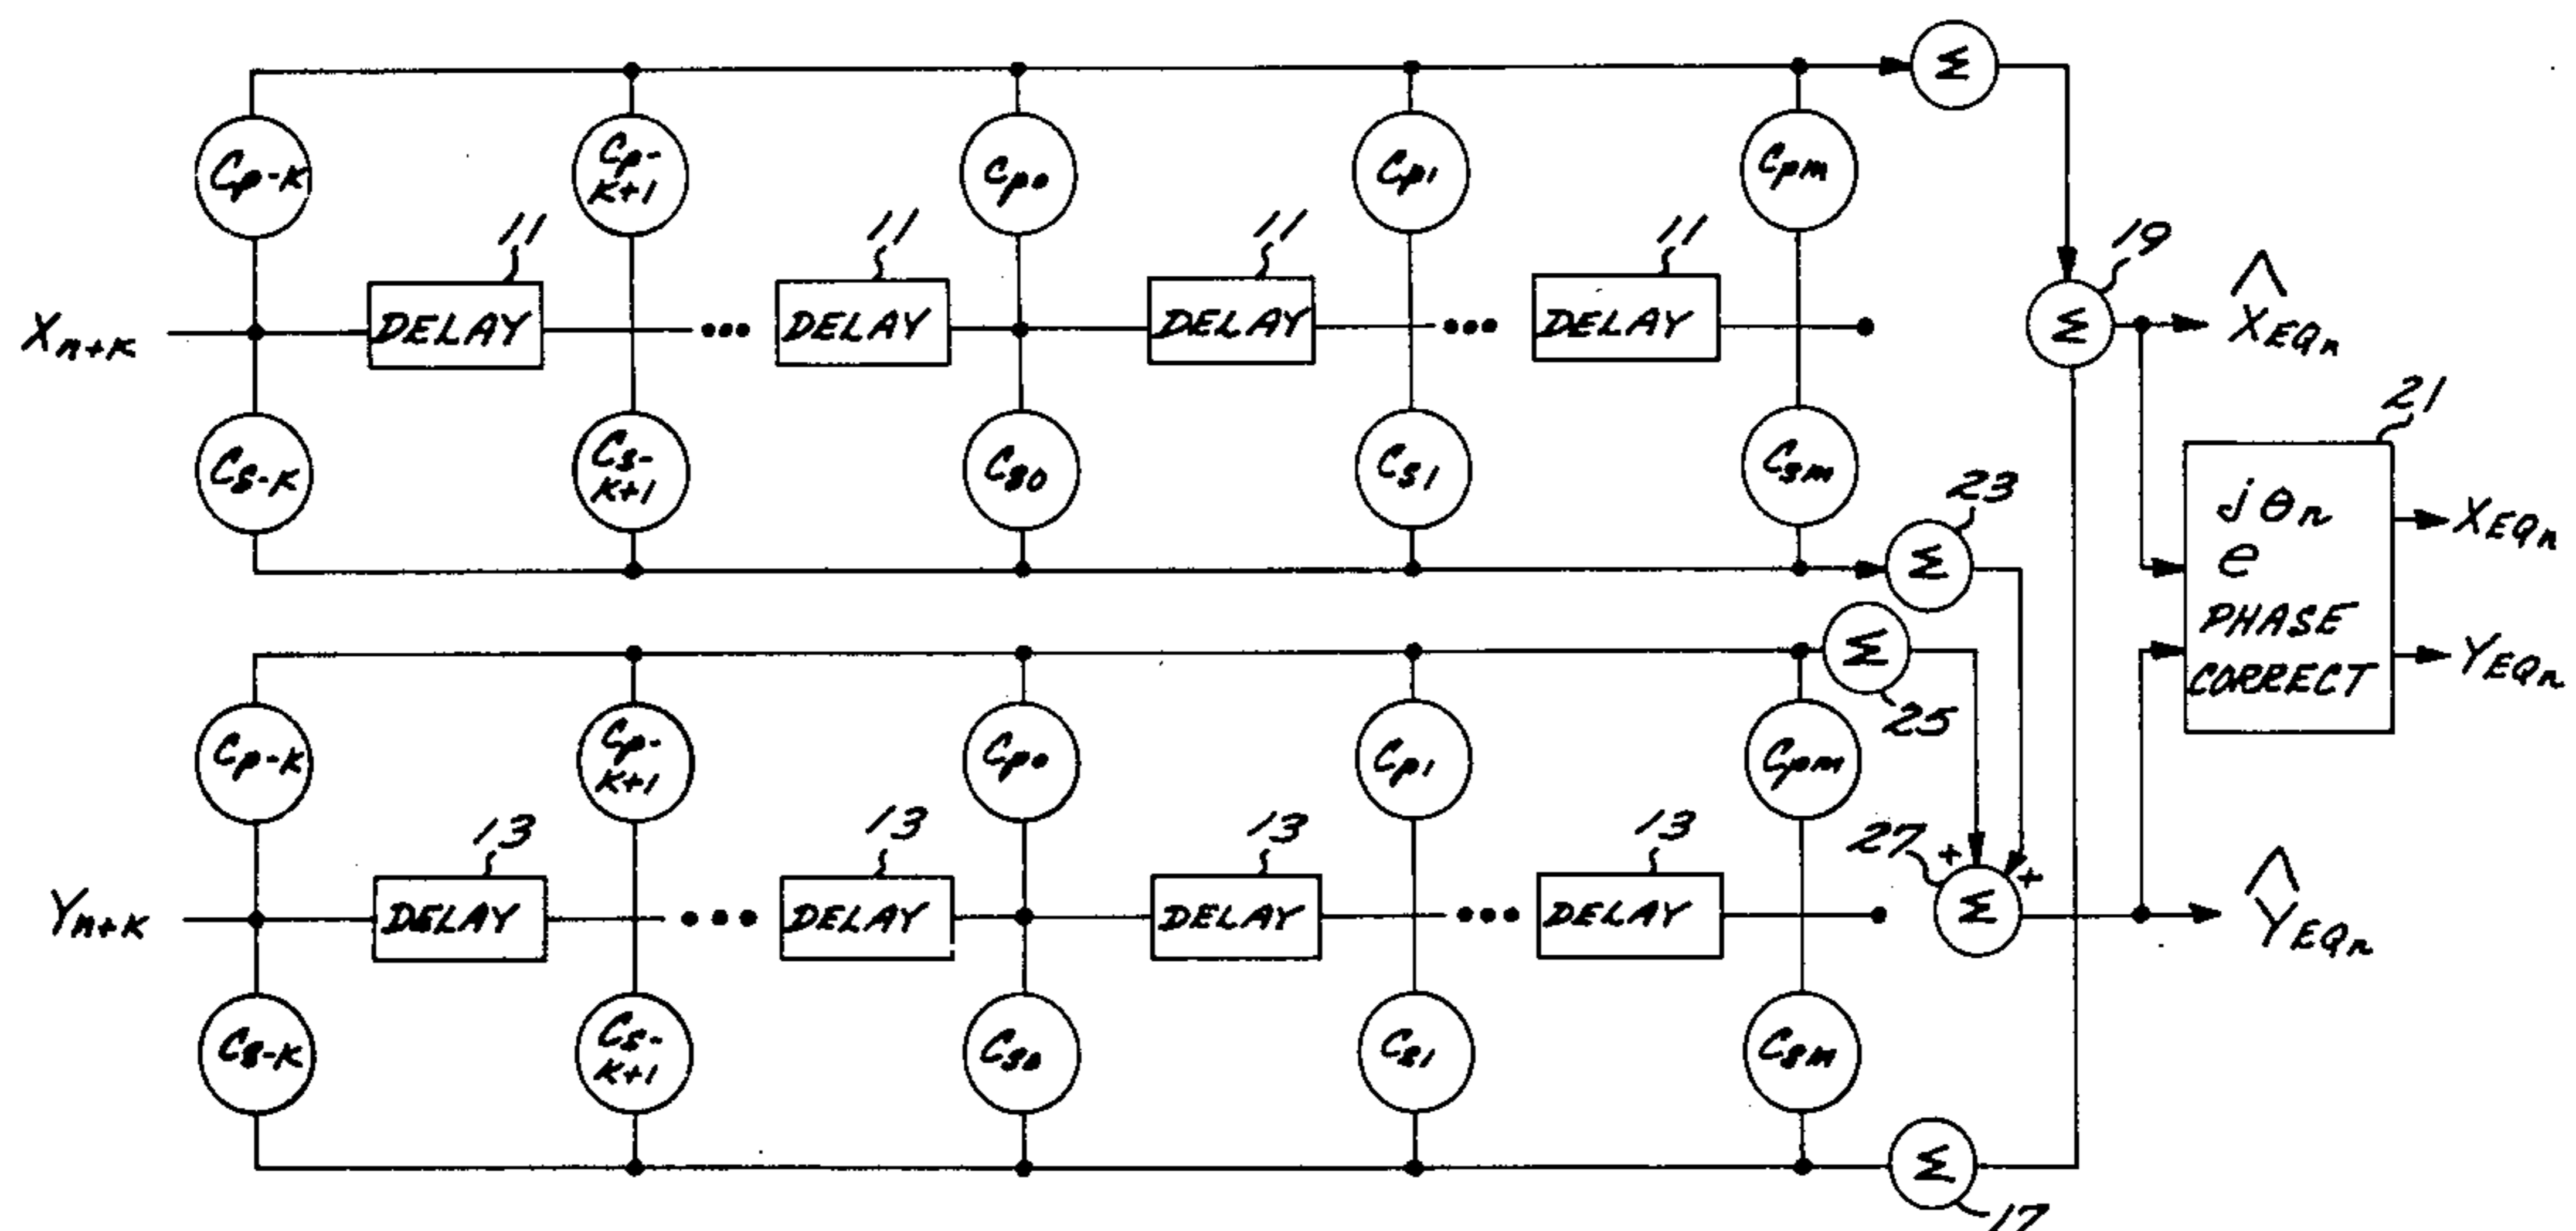 Σ
Cp-K Cp-K+1 Cp0 Cp1 Cpm
11 11 11 11 19
Xn+K DELAY ... DELAY DELAY ... DELAY Σ X̂EQn
21
Cs-K Cs-K+1 Cs0 Cs1 Csm
23
Σ
jθn
e
PHASE
CORRECT
XEQn
YEQn
Σ
25
Cp-K Cp-K+1 Cp0 Cp1 Cpm
13 13 13 13 27 + +
Yn+K DELAY ... DELAY DELAY ... DELAY Σ ŶEQn
Cs-K Cs-K+1 Cs0 Cs1 Csm
Σ
17